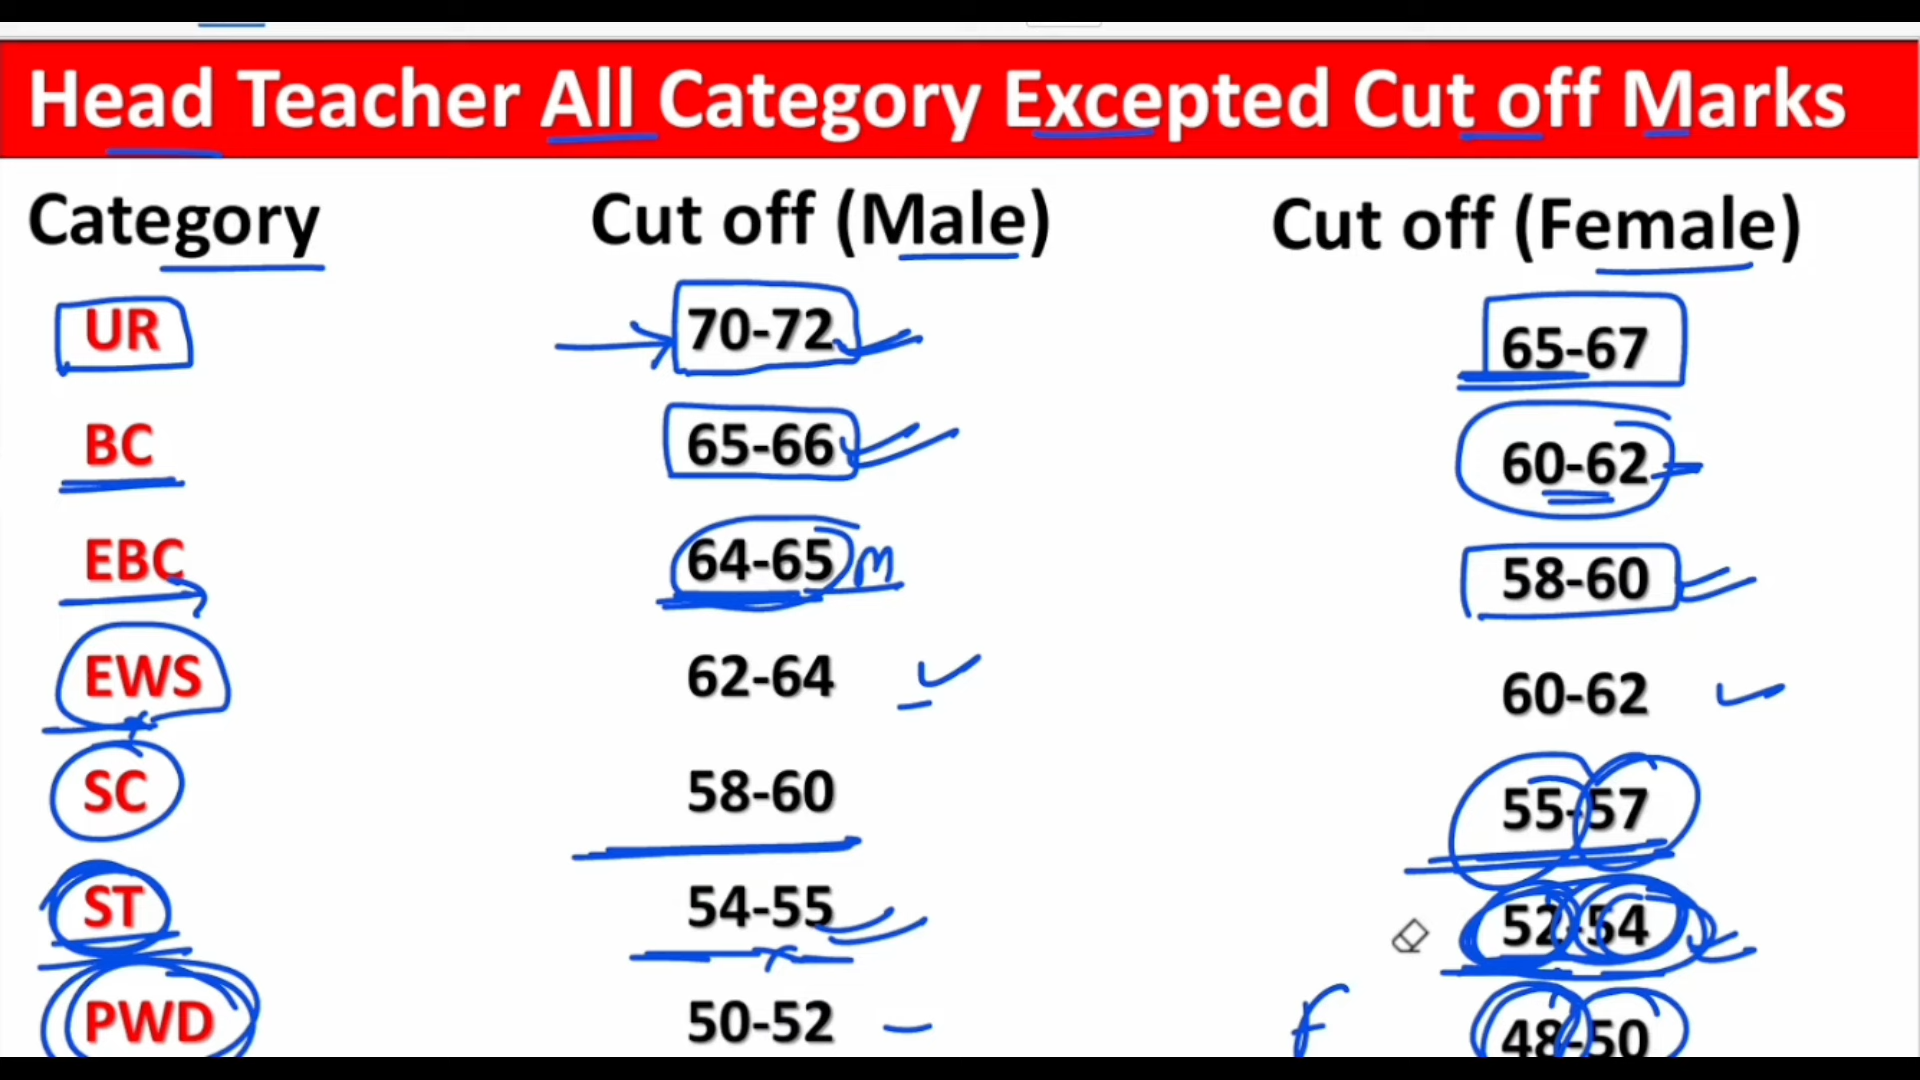 Head Teacher All Category Excepted Cut off Marks
Category Cut off (Male) Cut off (Female)
UR 70-72 65-67
BC 65-66 60-62
EBC 64-65 M 58-60
EWS 62-64 60-62
SC 58-60 55-57
ST 54-55 52-54
PWD 50-52 F 48-50